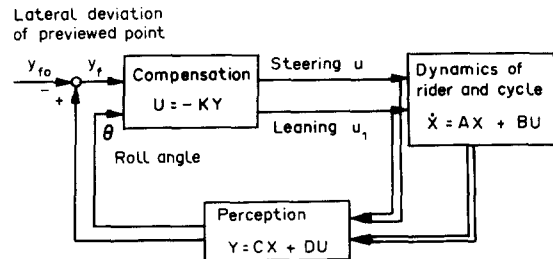 Lateral deviation
of previewed point
y_fo
y_f
- +
Compensation
U = -KY
Steering u
Leaning u_1
Dynamics of
rider and cycle
Ẋ = AX + BU
θ
Roll angle
Perception
Y = CX + DU